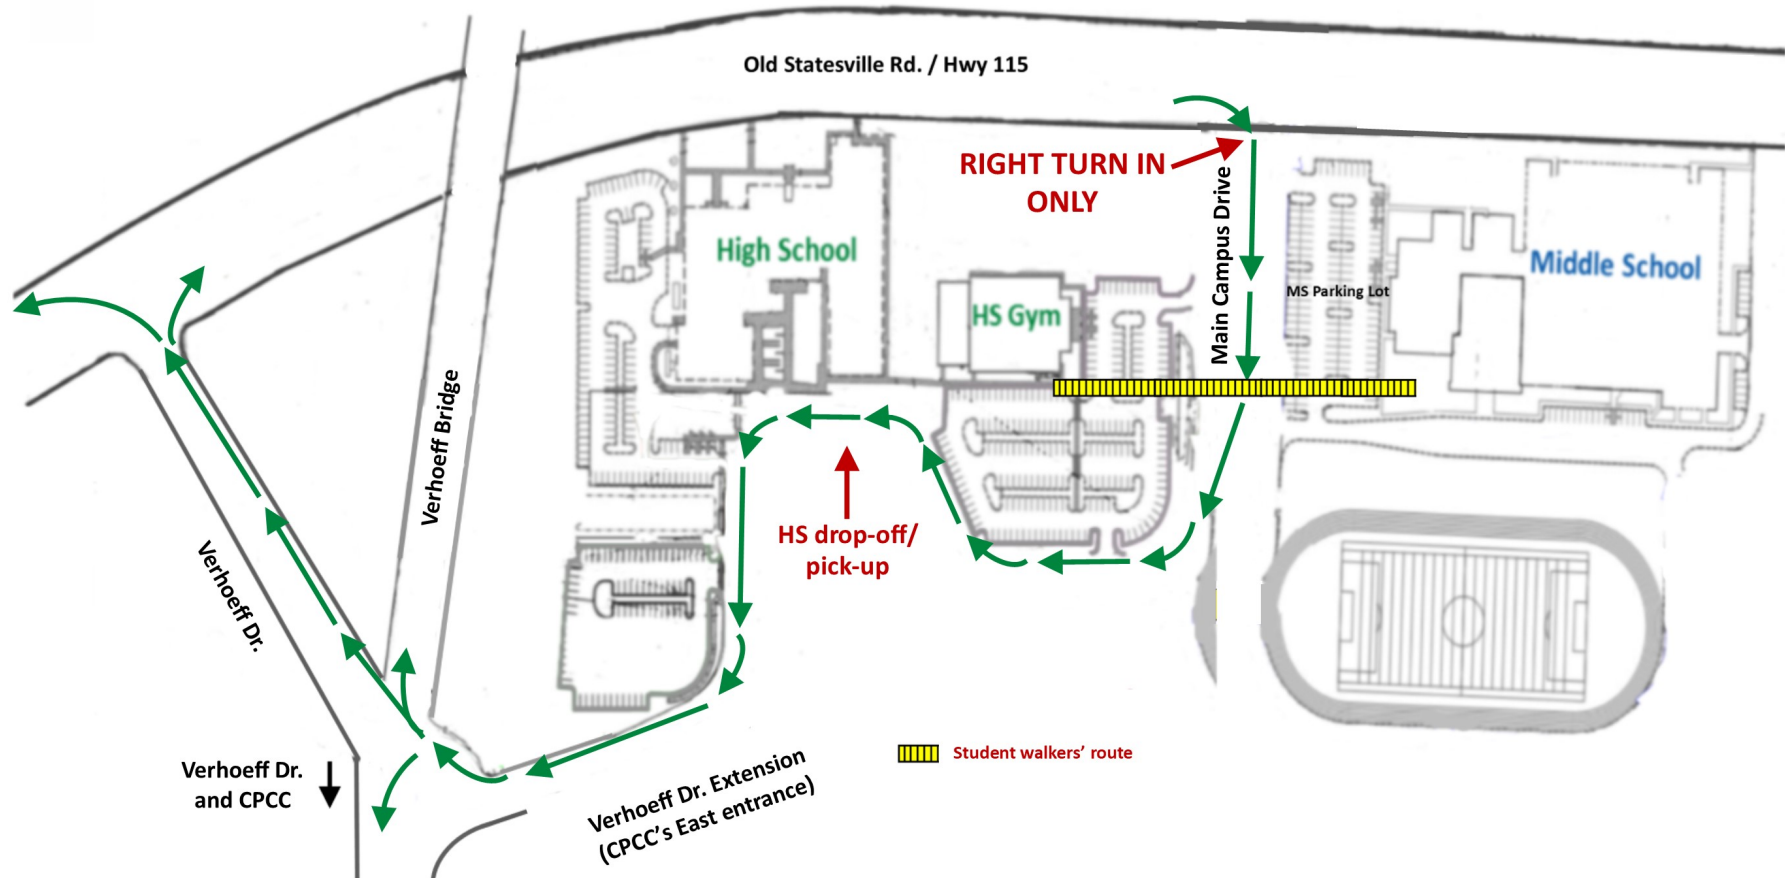 Old Statesville Rd. / Hwy 115
RIGHT TURN IN
ONLY
Main Campus Drive
High School
HS Gym
MS Parking Lot
Middle School
Verhoeff Bridge
HS drop-off/
pick-up
Verhoeff Dr.
Student walkers’ route
Verhoeff Dr.
and CPCC
Verhoeff Dr. Extension
(CPCC’s East entrance)